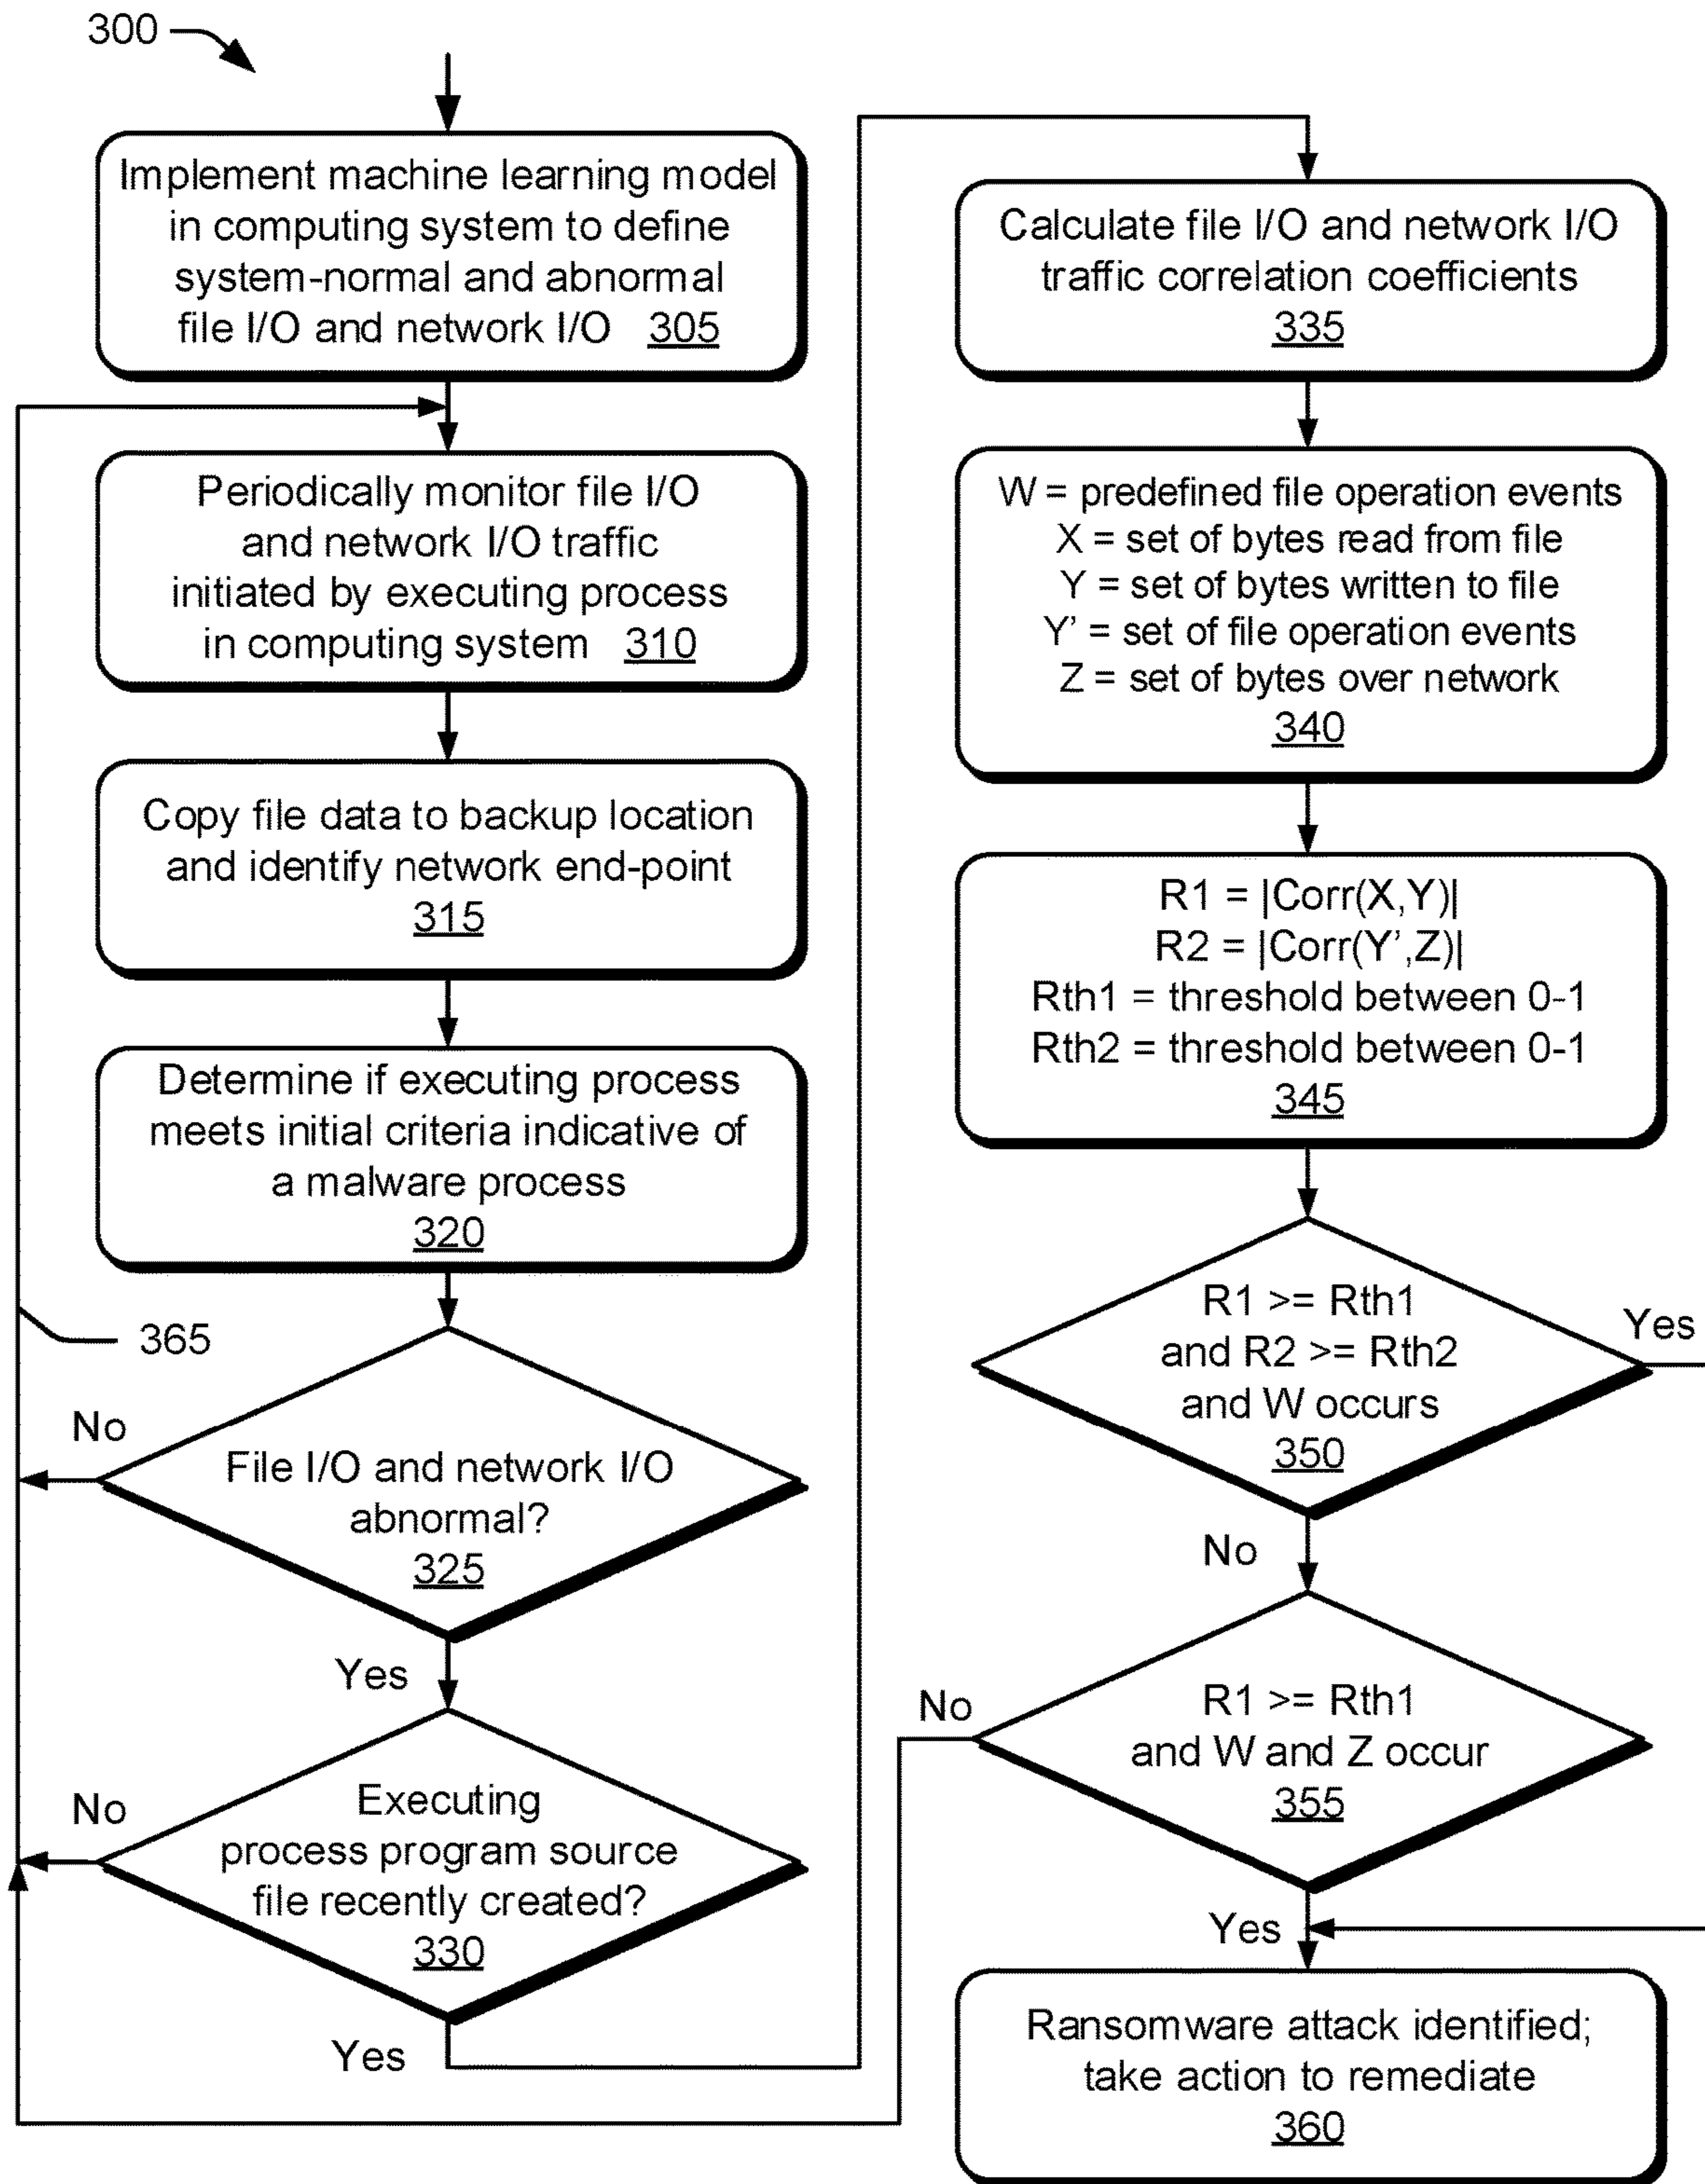 300
Implement machine learning model
in computing system to define
system-normal and abnormal
file I/O and network I/O 305
Periodically monitor file I/O
and network I/O traffic
initiated by executing process
in computing system 310
Copy file data to backup location
and identify network end-point
315
Determine if executing process
meets initial criteria indicative of
a malware process
320
365
No
File I/O and network I/O
abnormal?
325
Yes
No
Executing
process program source
file recently created?
330
Yes
Calculate file I/O and network I/O
traffic correlation coefficients
335
W = predefined file operation events
X = set of bytes read from file
Y = set of bytes written to file
Y’ = set of file operation events
Z = set of bytes over network
340
R1 = |Corr(X,Y)|
R2 = |Corr(Y’,Z)|
Rth1 = threshold between 0-1
Rth2 = threshold between 0-1
345
R1 >= Rth1
and R2 >= Rth2
and W occurs
350
Yes
No
R1 >= Rth1
and W and Z occur
355
No
Yes
Ransomware attack identified;
take action to remediate
360